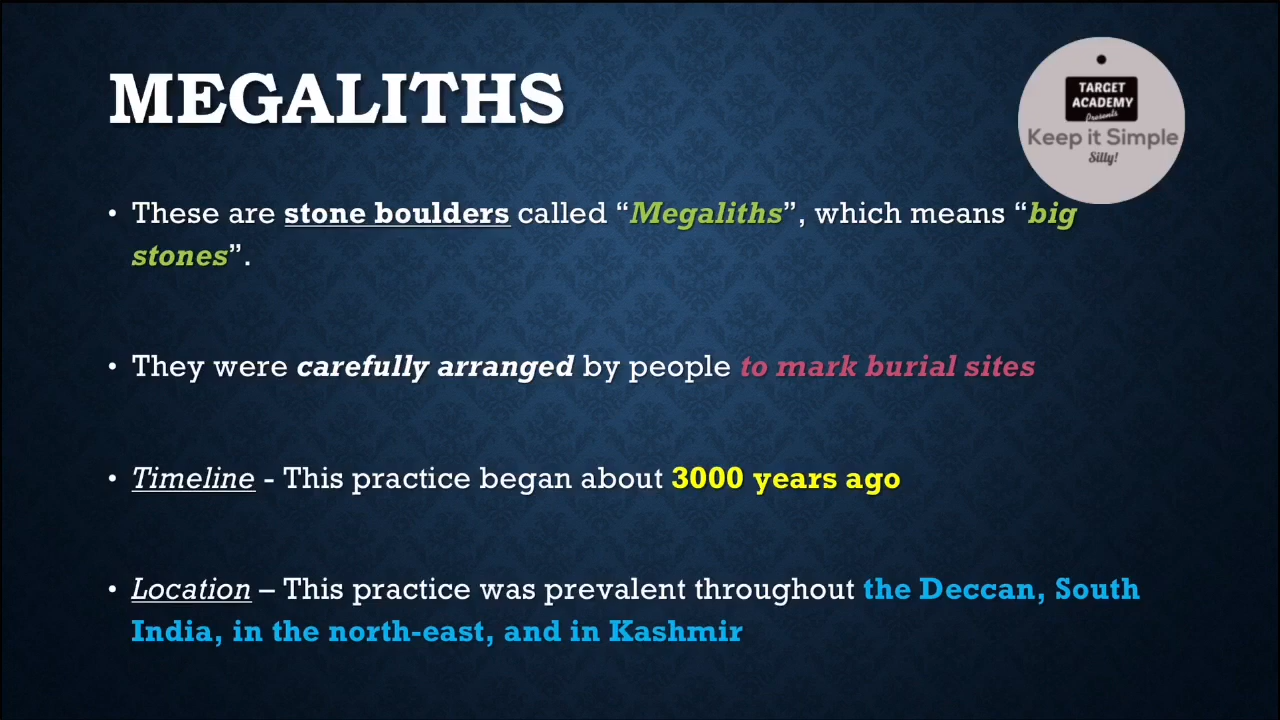 MEGALITHS
TARGET
ACADEMY
Presents
Keep it Simple
Silly!
• These are stone boulders called “Megaliths”, which means “big
stones”.
• They were carefully arranged by people to mark burial sites
• Timeline - This practice began about 3000 years ago
• Location – This practice was prevalent throughout the Deccan, South
India, in the north-east, and in Kashmir